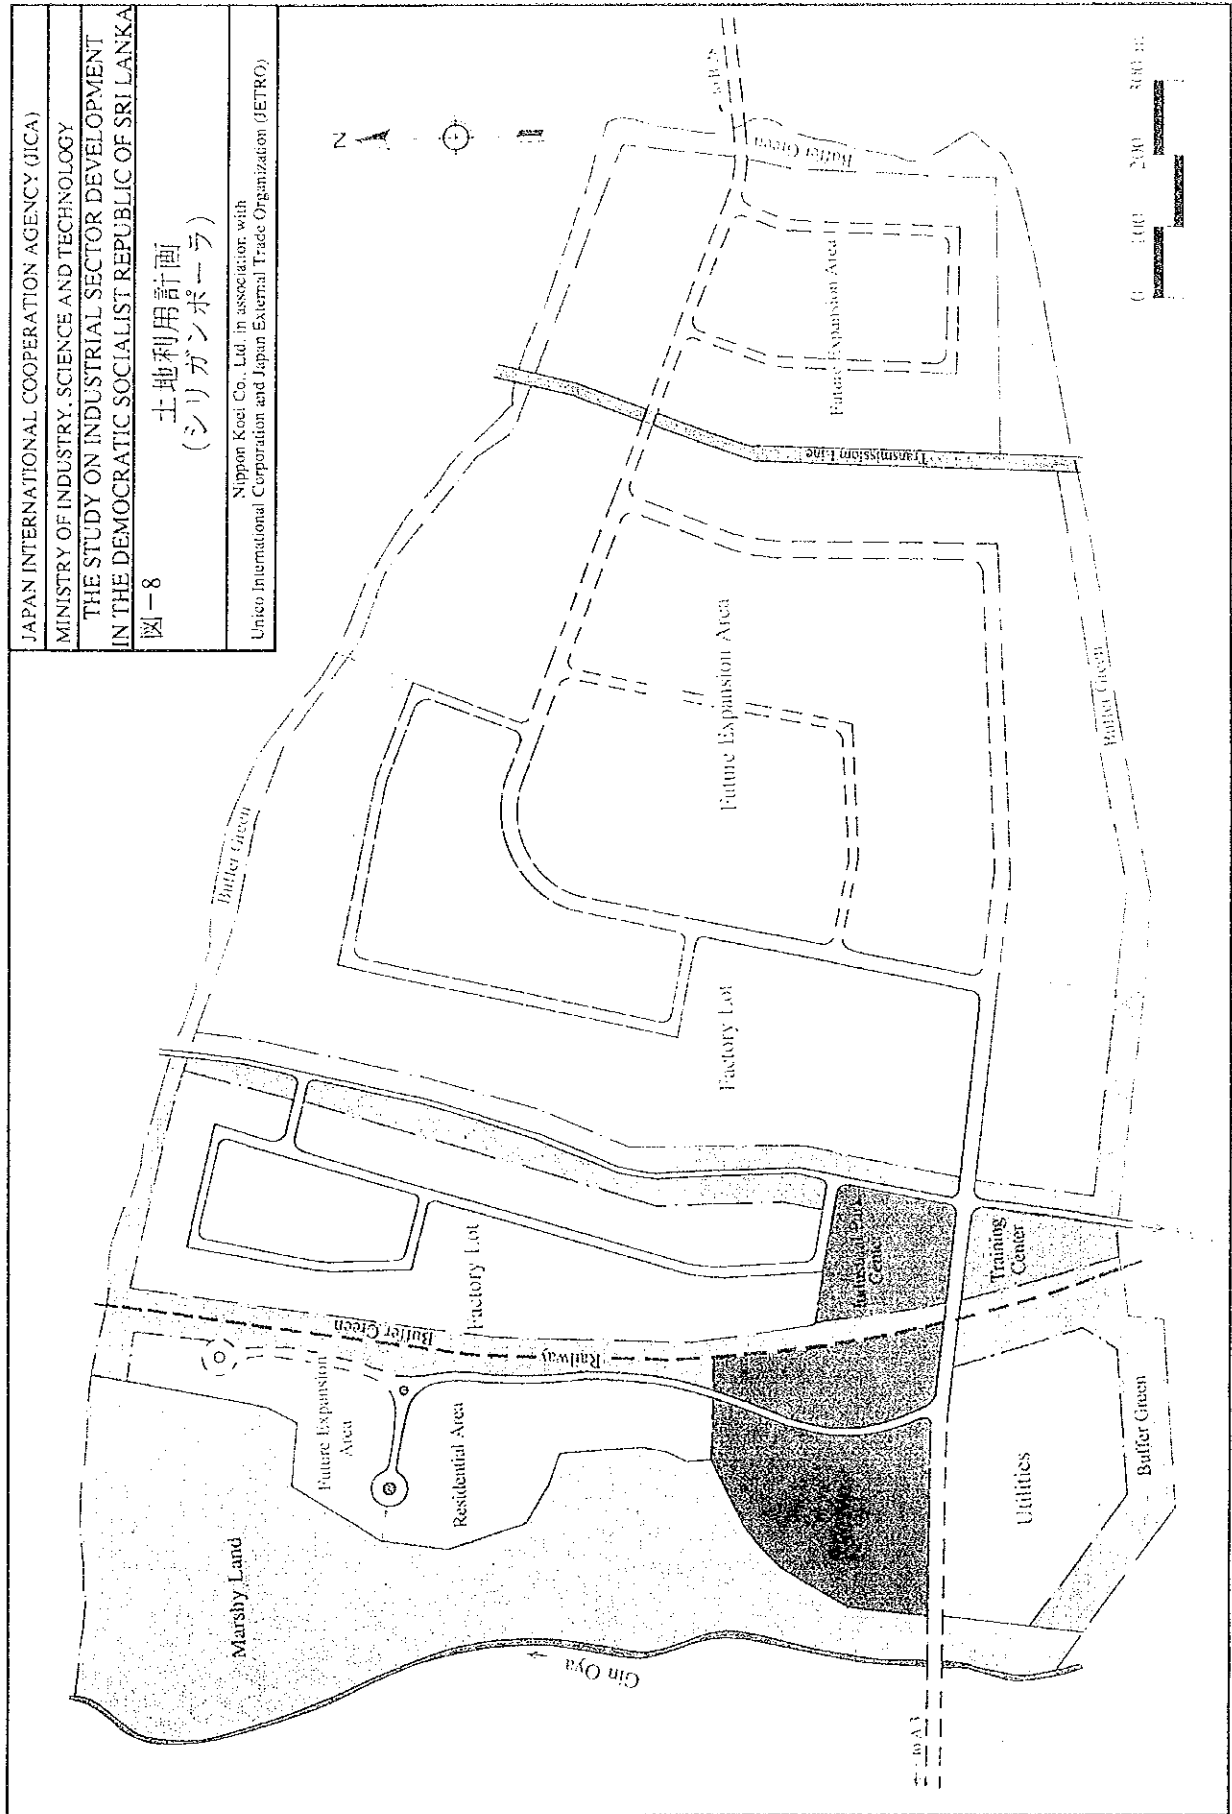 JAPAN INTERNATIONAL COOPERATION AGENCY (JICA)
MINISTRY OF INDUSTRY, SCIENCE AND TECHNOLOGY
THE STUDY ON INDUSTRIAL SECTOR DEVELOPMENT
IN THE DEMOCRATIC SOCIALIST REPUBLIC OF SRI LANKA
図-8
土地利用計画
(シリガンポーラ)
Nippon Koei Co., Ltd. in association with
Unico International Corporation and Japan External Trade Organization (JETRO)
N
Marshy Land
Gin Oya
Future Expansion
Area
Residential Area
Railway
Buffer Green
Factory Lot
Buffer Green
Factory Lot
Future Expansion Area
Transmission Line
Future Expansion Area
Buffer Green
Buffer Green
Center
Training
Center
Utilities
Buffer Green
to A 3
0 100 200 300 m